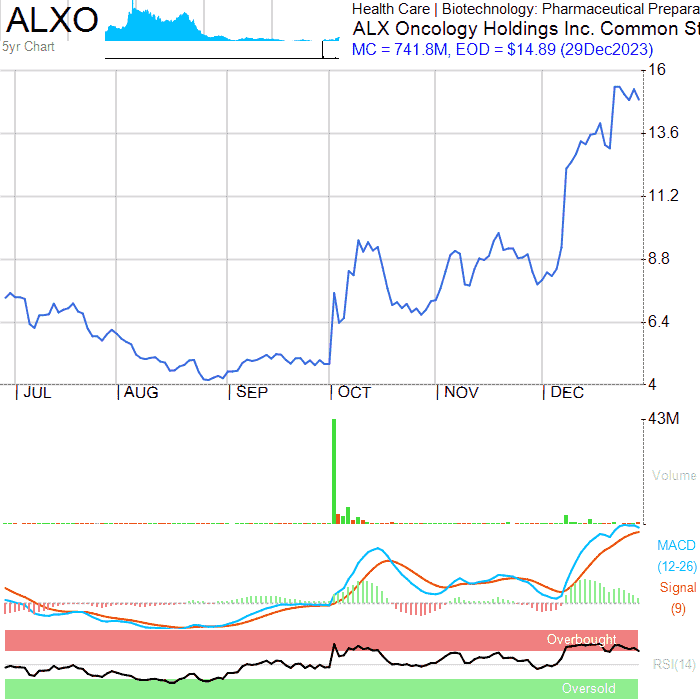 ALXO
5yr Chart
Health Care | Biotechnology: Pharmaceutical Prepara
ALX Oncology Holdings Inc. Common St
MC = 741.8M, EOD = $14.89 (29Dec2023)
16
13.6
11.2
8.8
6.4
4
JUL
AUG
SEP
OCT
NOV
DEC
43M
Volume
MACD
(12-26)
Signal
(9)
Overbought
RSI(14)
Oversold